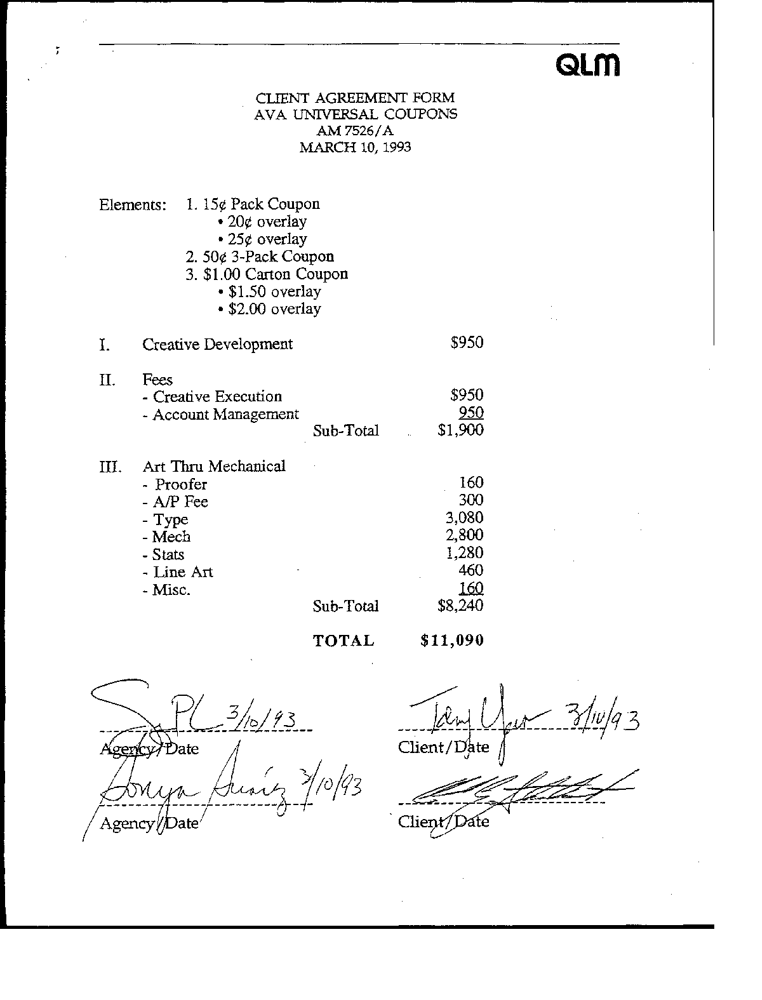 QLM
CLIENT AGREEMENT FORM
AVA UNIVERSAL COUPONS
AM 7526/A
MARCH 10, 1993
Elements: 1. 15¢ Pack Coupon
• 20¢ overlay
• 25¢ overlay
2. 50¢ 3-Pack Coupon
3. $1.00 Carton Coupon
• $1.50 overlay
• $2.00 overlay
I. Creative Development $950
II. Fees
- Creative Execution $950
- Account Management 950
Sub-Total $1,900
III. Art Thru Mechanical
- Proofer 160
- A/P Fee 300
- Type 3,080
- Mech 2,800
- Stats 1,280
- Line Art 460
- Misc. 160
Sub-Total $8,240
TOTAL $11,090
3/10/93 3/10/93
Agency/Date Client/Date
Sonya Suárez 3/10/93
Agency/Date Client/Date